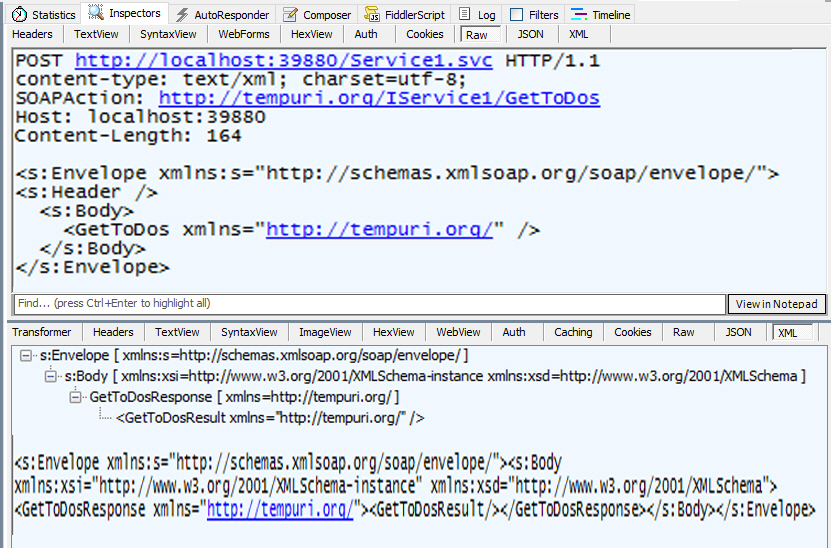 Statistics Inspectors AutoResponder Composer FiddlerScript Log Filters Timeline
Headers TextView SyntaxView WebForms HexView Auth Cookies Raw JSON XML
POST http://localhost:39880/Service1.svc HTTP/1.1
content-type: text/xml; charset=utf-8;
SOAPAction: http://tempuri.org/IService1/GetToDos
Host: localhost:39880
Content-Length: 164
<s:Envelope xmlns:s="http://schemas.xmlsoap.org/soap/envelope/">
<s:Header />
<s:Body>
<GetToDos xmlns="http://tempuri.org/" />
</s:Body>
</s:Envelope>
Find... (press Ctrl+Enter to highlight all) View in Notepad
Transformer Headers TextView SyntaxView ImageView HexView WebView Auth Caching Cookies Raw JSON XML
s:Envelope [ xmlns:s=http://schemas.xmlsoap.org/soap/envelope/ ]
s:Body [ xmlns:xsi=http://www.w3.org/2001/XMLSchema-instance xmlns:xsd=http://www.w3.org/2001/XMLSchema ]
GetToDosResponse [ xmlns=http://tempuri.org/ ]
<GetToDosResult xmlns="http://tempuri.org/" />
<s:Envelope xmlns:s="http://schemas.xmlsoap.org/soap/envelope/"><s:Body
xmlns:xsi="http://www.w3.org/2001/XMLSchema-instance" xmlns:xsd="http://www.w3.org/2001/XMLSchema">
<GetToDosResponse xmlns="http://tempuri.org/"><GetToDosResult/></GetToDosResponse></s:Body></s:Envelope>